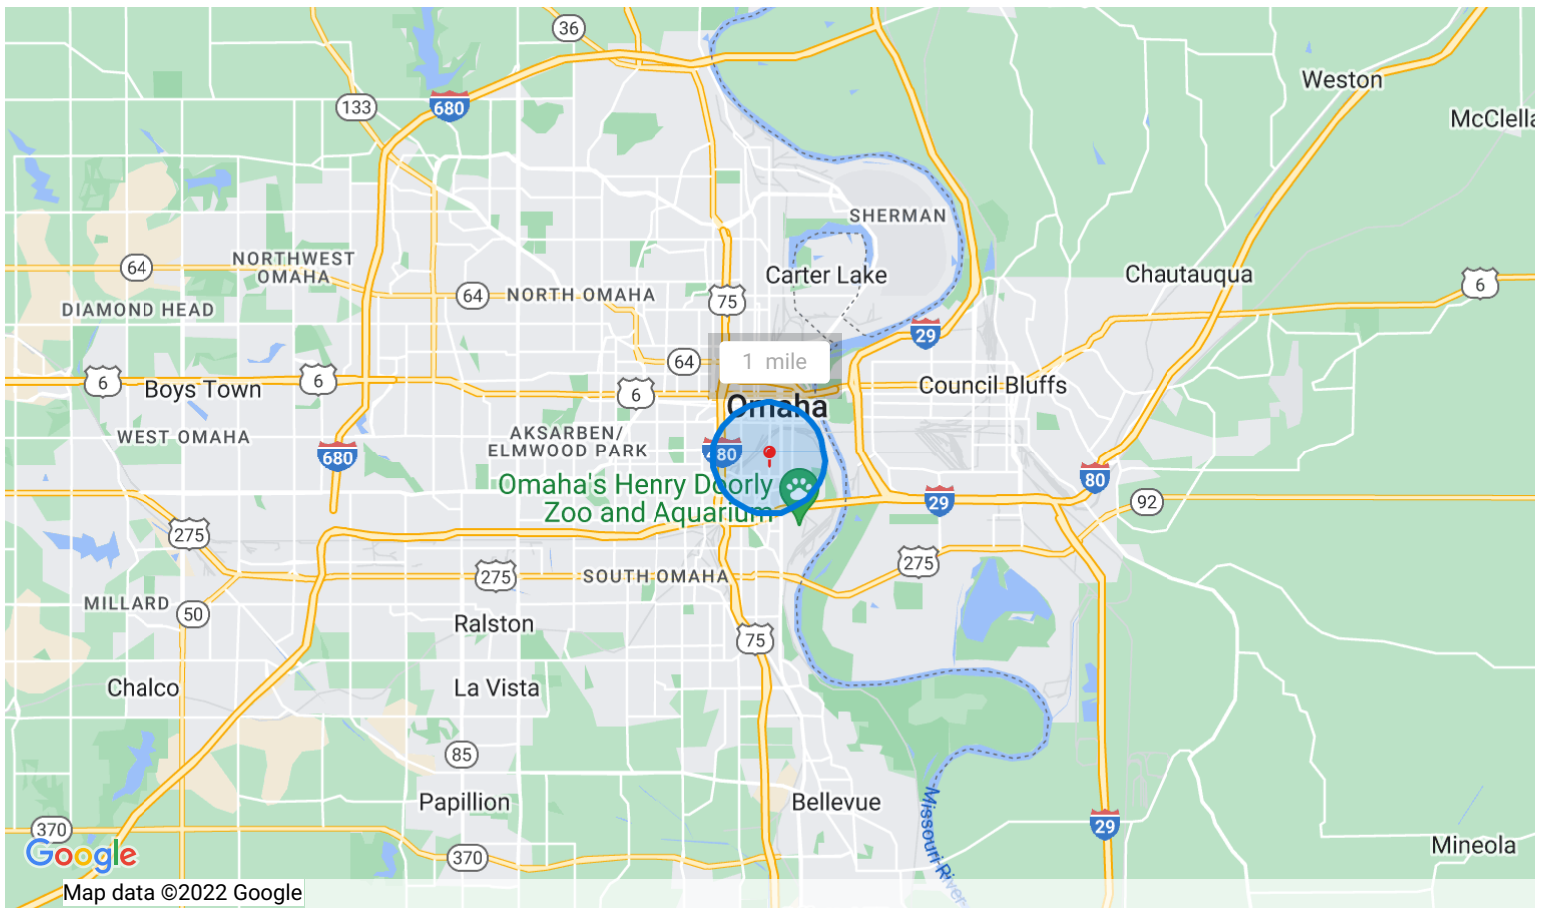 36
Weston
133
680
McClella
SHERMAN
NORTHWEST
OMAHA
64
Carter Lake
Chautauqua
6
64
NORTH OMAHA
75
DIAMOND HEAD
29
64
1 mile
6
Boys Town
6
6
Council Bluffs
Omaha
WEST OMAHA
AKSARBEN/
ELMWOOD PARK
680
80
Omaha's Henry Doorly
Zoo and Aquarium
80
29
92
275
275
275
SOUTH OMAHA
MILLARD
50
Ralston
75
Chalco
La Vista
85
Papillion
Bellevue
Missouri River
370
29
Google
370
Mineola
Map data ©2022 Google